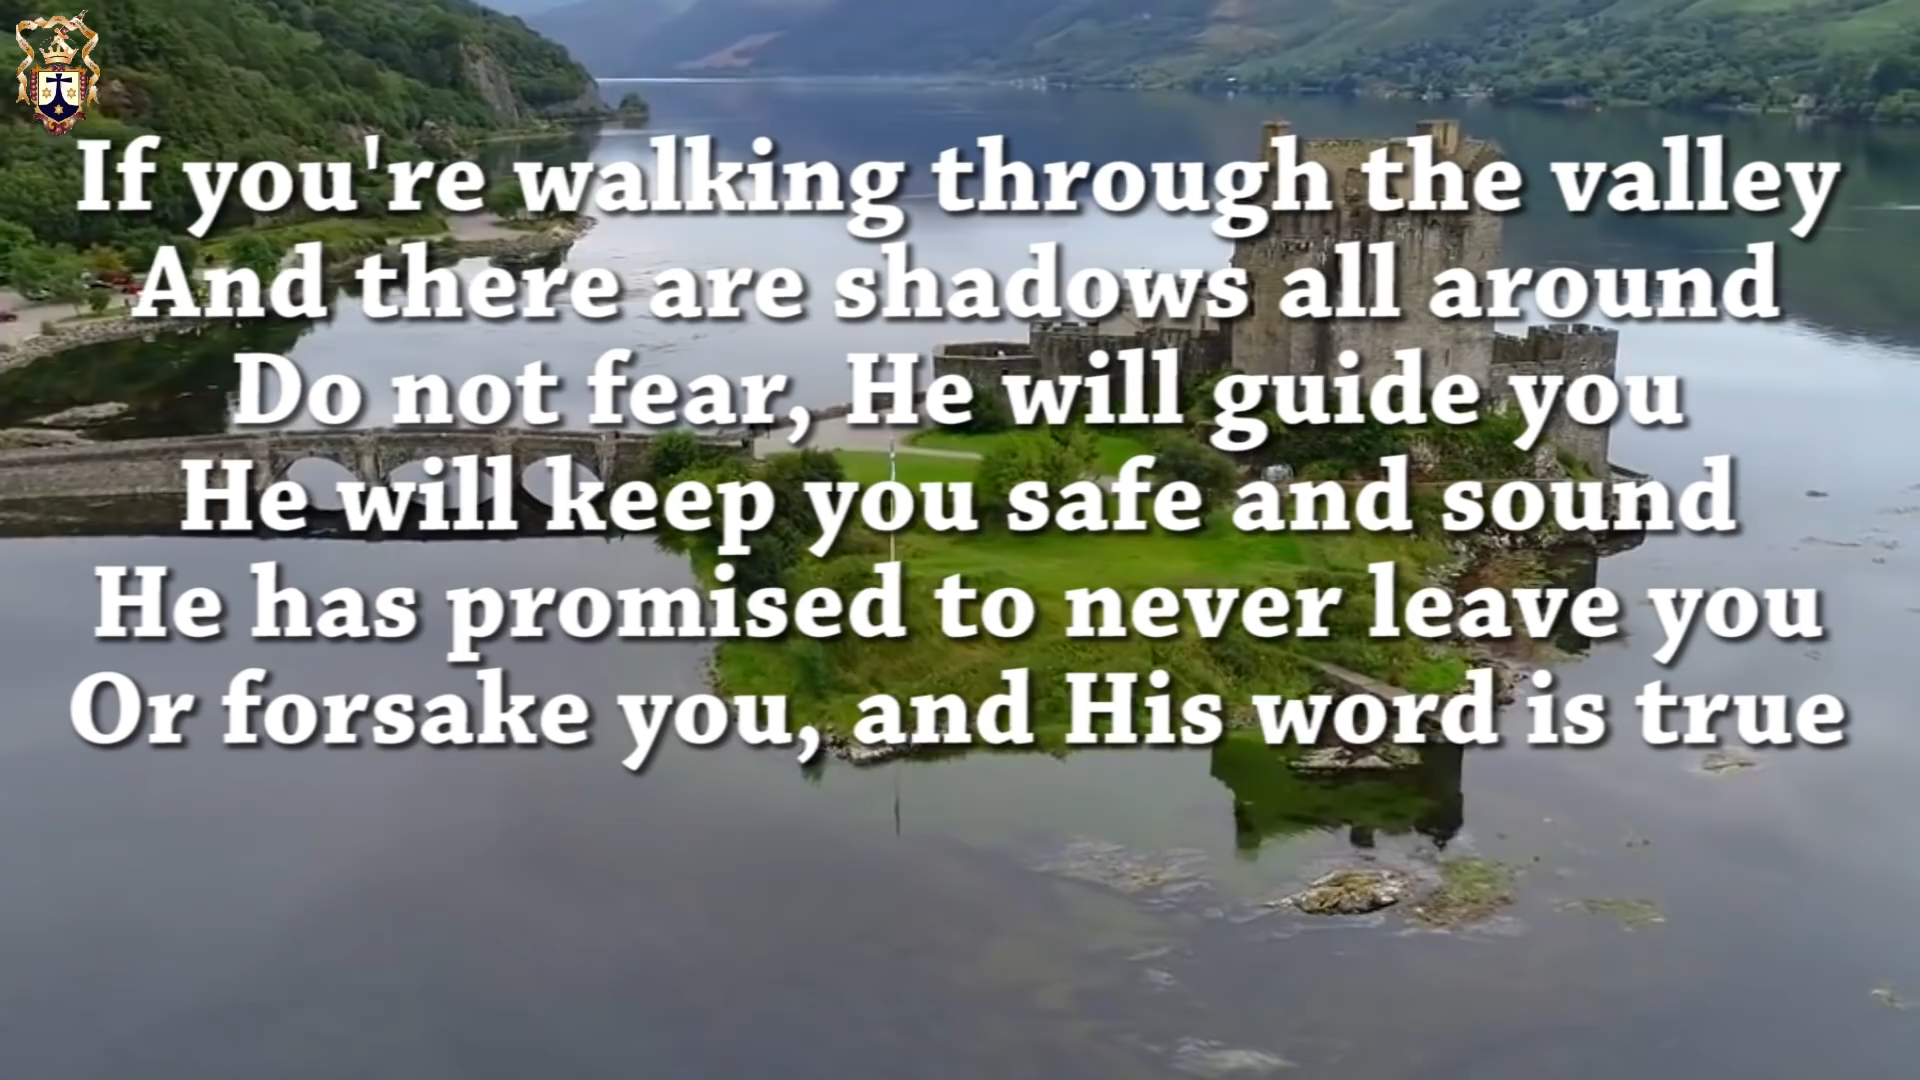 If you're walking through the valley
And there are shadows all around
Do not fear, He will guide you
He will keep you safe and sound
He has promised to never leave you
Or forsake you, and His word is true